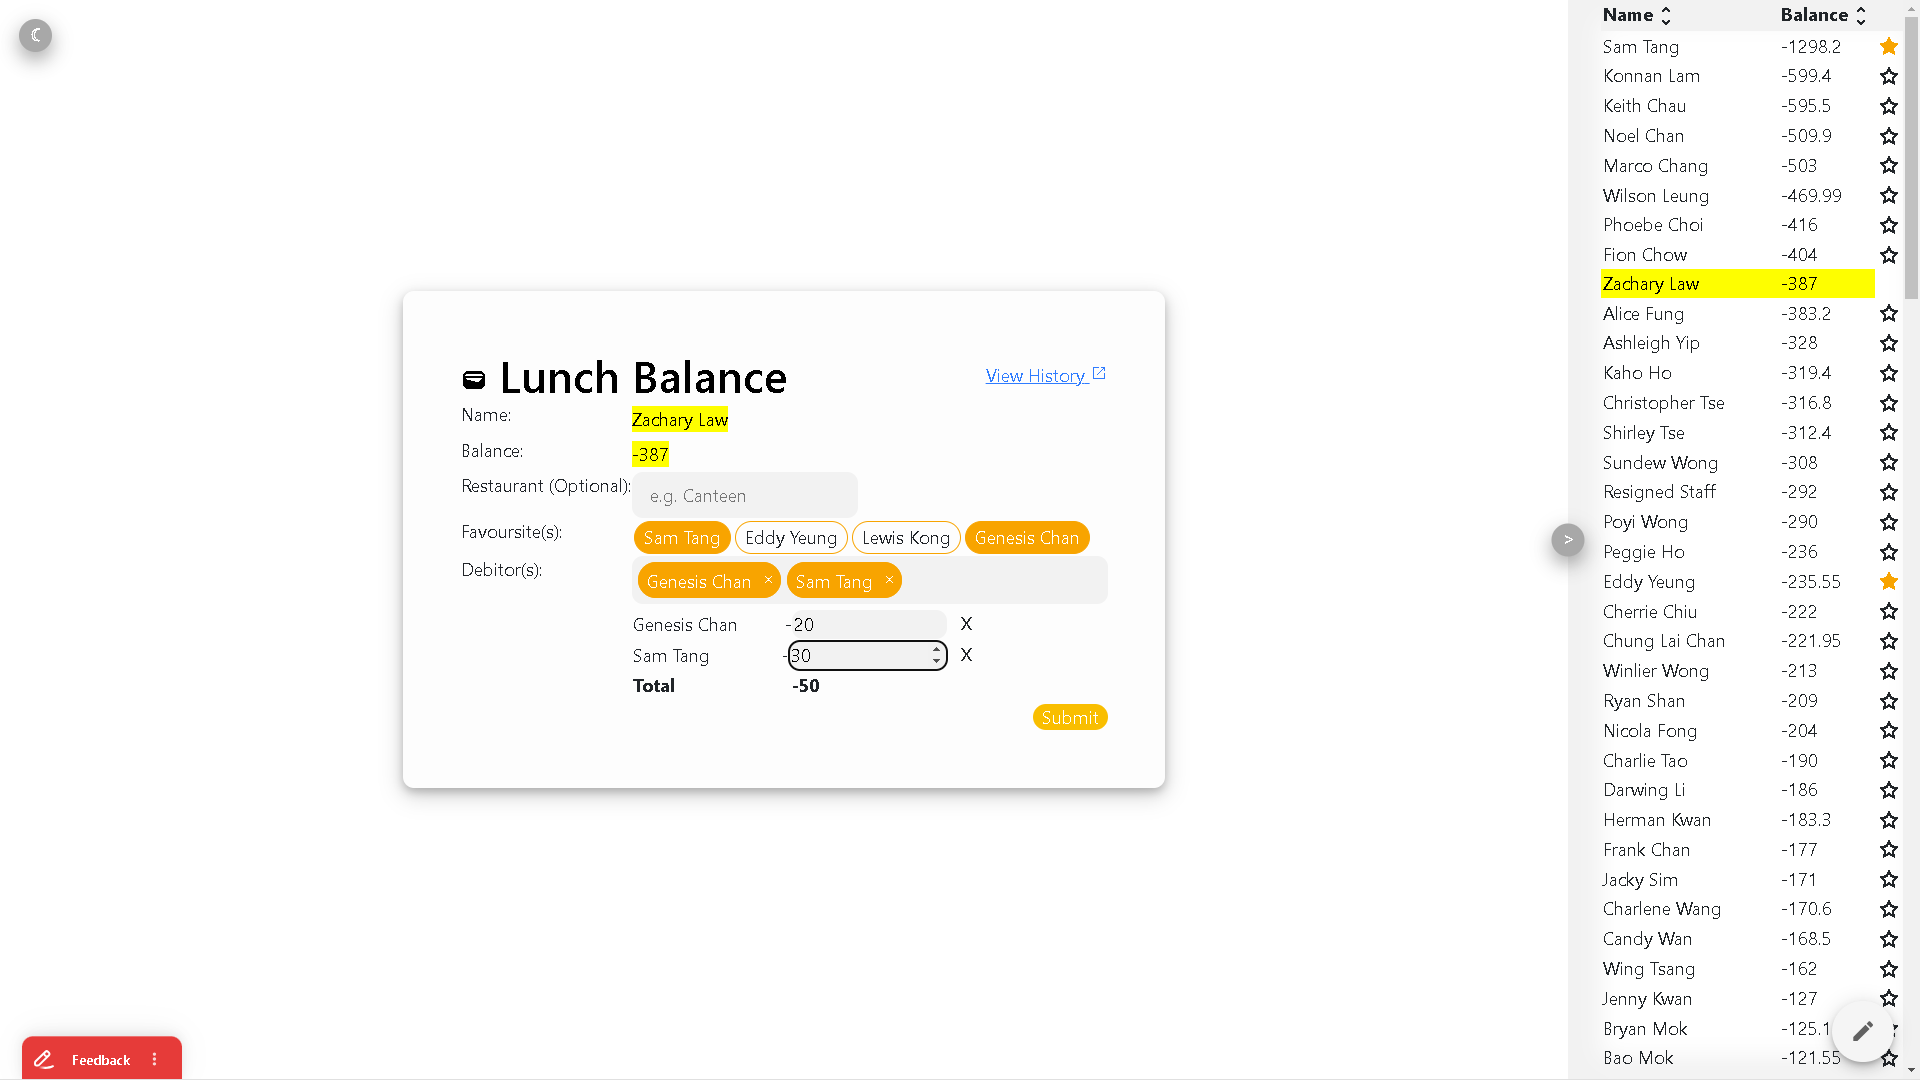 Lunch Balance
View History
Name:
Zachary Law
Balance:
-387
Restaurant (Optional):
e.g. Canteen
Favoursite(s):
Sam Tang
Eddy Yeung
Lewis Kong
Genesis Chan
Debitor(s):
Genesis Chan ×
Sam Tang ×
Genesis Chan -20 X
Sam Tang -30 X
Total -50
Submit
Feedback
>
Name Balance
Sam Tang -1298.2
Konnan Lam -599.4
Keith Chau -595.5
Noel Chan -509.9
Marco Chang -503
Wilson Leung -469.99
Phoebe Choi -416
Fion Chow -404
Zachary Law -387
Alice Fung -383.2
Ashleigh Yip -328
Kaho Ho -319.4
Christopher Tse -316.8
Shirley Tse -312.4
Sundew Wong -308
Resigned Staff -292
Poyi Wong -290
Peggie Ho -236
Eddy Yeung -235.55
Cherrie Chiu -222
Chung Lai Chan -221.95
Winlier Wong -213
Ryan Shan -209
Nicola Fong -204
Charlie Tao -190
Darwing Li -186
Herman Kwan -183.3
Frank Chan -177
Jacky Sim -171
Charlene Wang -170.6
Candy Wan -168.5
Wing Tsang -162
Jenny Kwan -127
Bryan Mok -125.1
Bao Mok -121.55